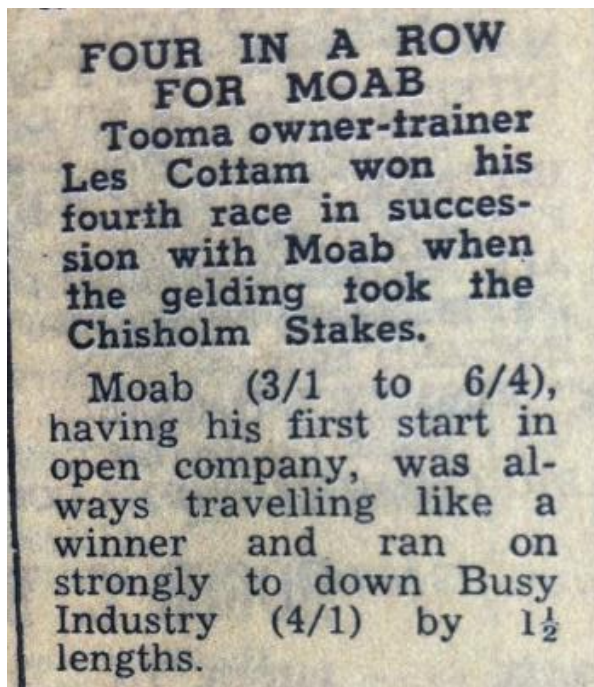 FOUR IN A ROW
FOR MOAB
Tooma owner-trainer
Les Cottam won his
fourth race in succes-
sion with Moab when
the gelding took the
Chisholm Stakes.
Moab (3/1 to 6/4),
having his first start in
open company, was al-
ways travelling like a
winner and ran on
strongly to down Busy
Industry (4/1) by 1½
lengths.